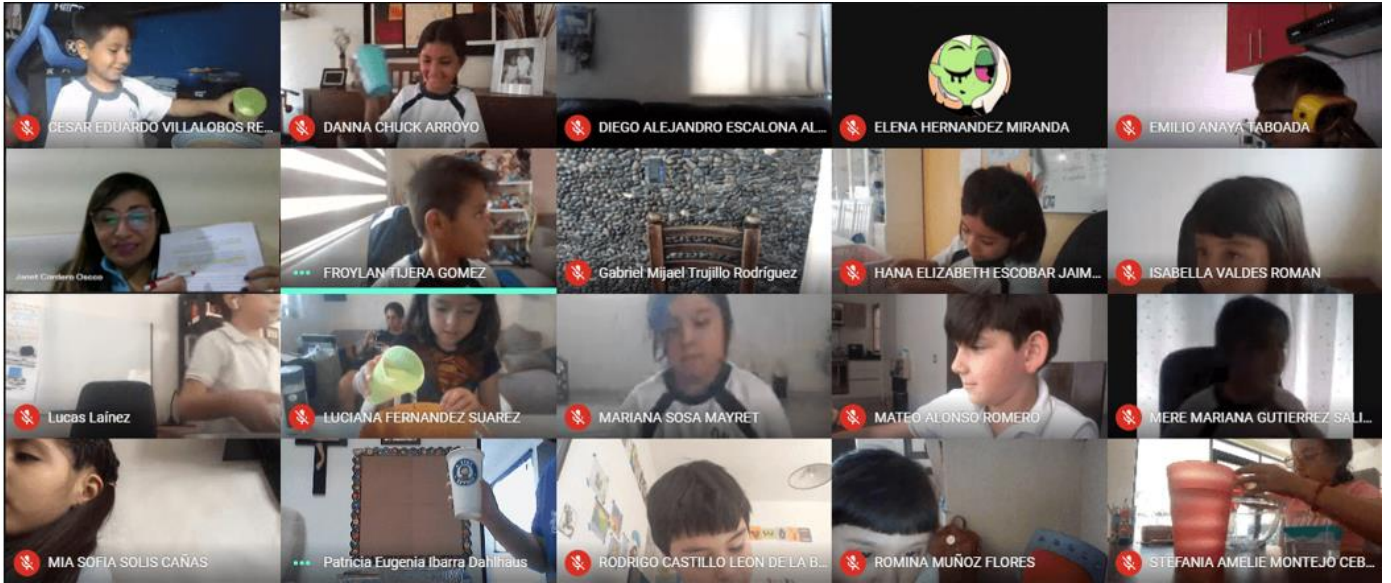 CESAR EDUARDO VILLALOBOS RE...
DANNA CHUCK ARROYO
DIEGO ALEJANDRO ESCALONA AL...
ELENA HERNANDEZ MIRANDA
EMILIO ANAYA TABOADA
Janet Cordero Oscco
FROYLAN TIJERA GOMEZ
Gabriel Mijael Trujillo Rodríguez
HANA ELIZABETH ESCOBAR JAIM...
ISABELLA VALDES ROMAN
Lucas Laínez
LUCIANA FERNANDEZ SUAREZ
MARIANA SOSA MAYRET
MATEO ALONSO ROMERO
MERE MARIANA GUTIERREZ SALI...
MIA SOFIA SOLIS CAÑAS
Patricia Eugenia Ibarra Dahlhaus
RODRIGO CASTILLO LEON DE LA B...
ROMINA MUÑOZ FLORES
STEFANIA AMELIE MONTEJO CEB...